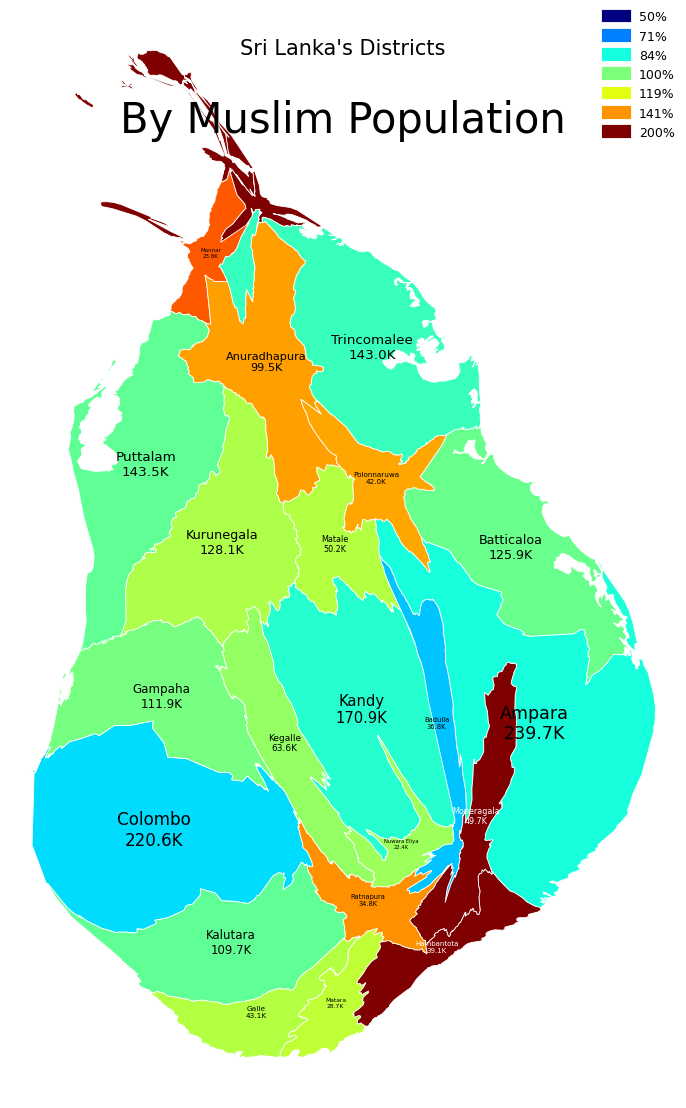 50%
71%
84%
100%
119%
141%
200%
Sri Lanka's Districts
By Muslim Population
Mannar
23.8K
Trincomalee
143.0K
Anuradhapura
99.5K
Puttalam
143.5K
Polonnaruwa
42.0K
Kurunegala
128.1K
Matale
50.2K
Batticaloa
125.9K
Gampaha
111.9K
Kandy
170.9K
Ampara
239.7K
Badulla
36.8K
Kegalle
63.6K
Colombo
220.6K
Moneragala
49.7K
Nuwara Eliya
22.4K
Ratnapura
34.8K
Kalutara
109.7K
Hambantota
39.1K
Galle
43.1K
Matara
28.7K